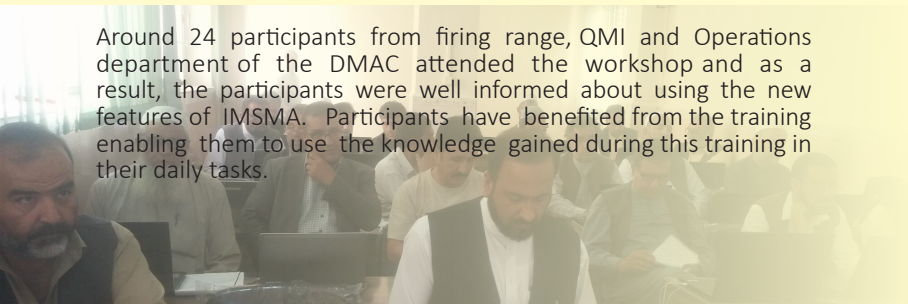 Around 24 participants from firing range, QMI and Operations
department of the DMAC attended the workshop and as a
result, the participants were well informed about using the new
features of IMSMA. Participants have benefited from the training
enabling them to use the knowledge gained during this training in
their daily tasks.